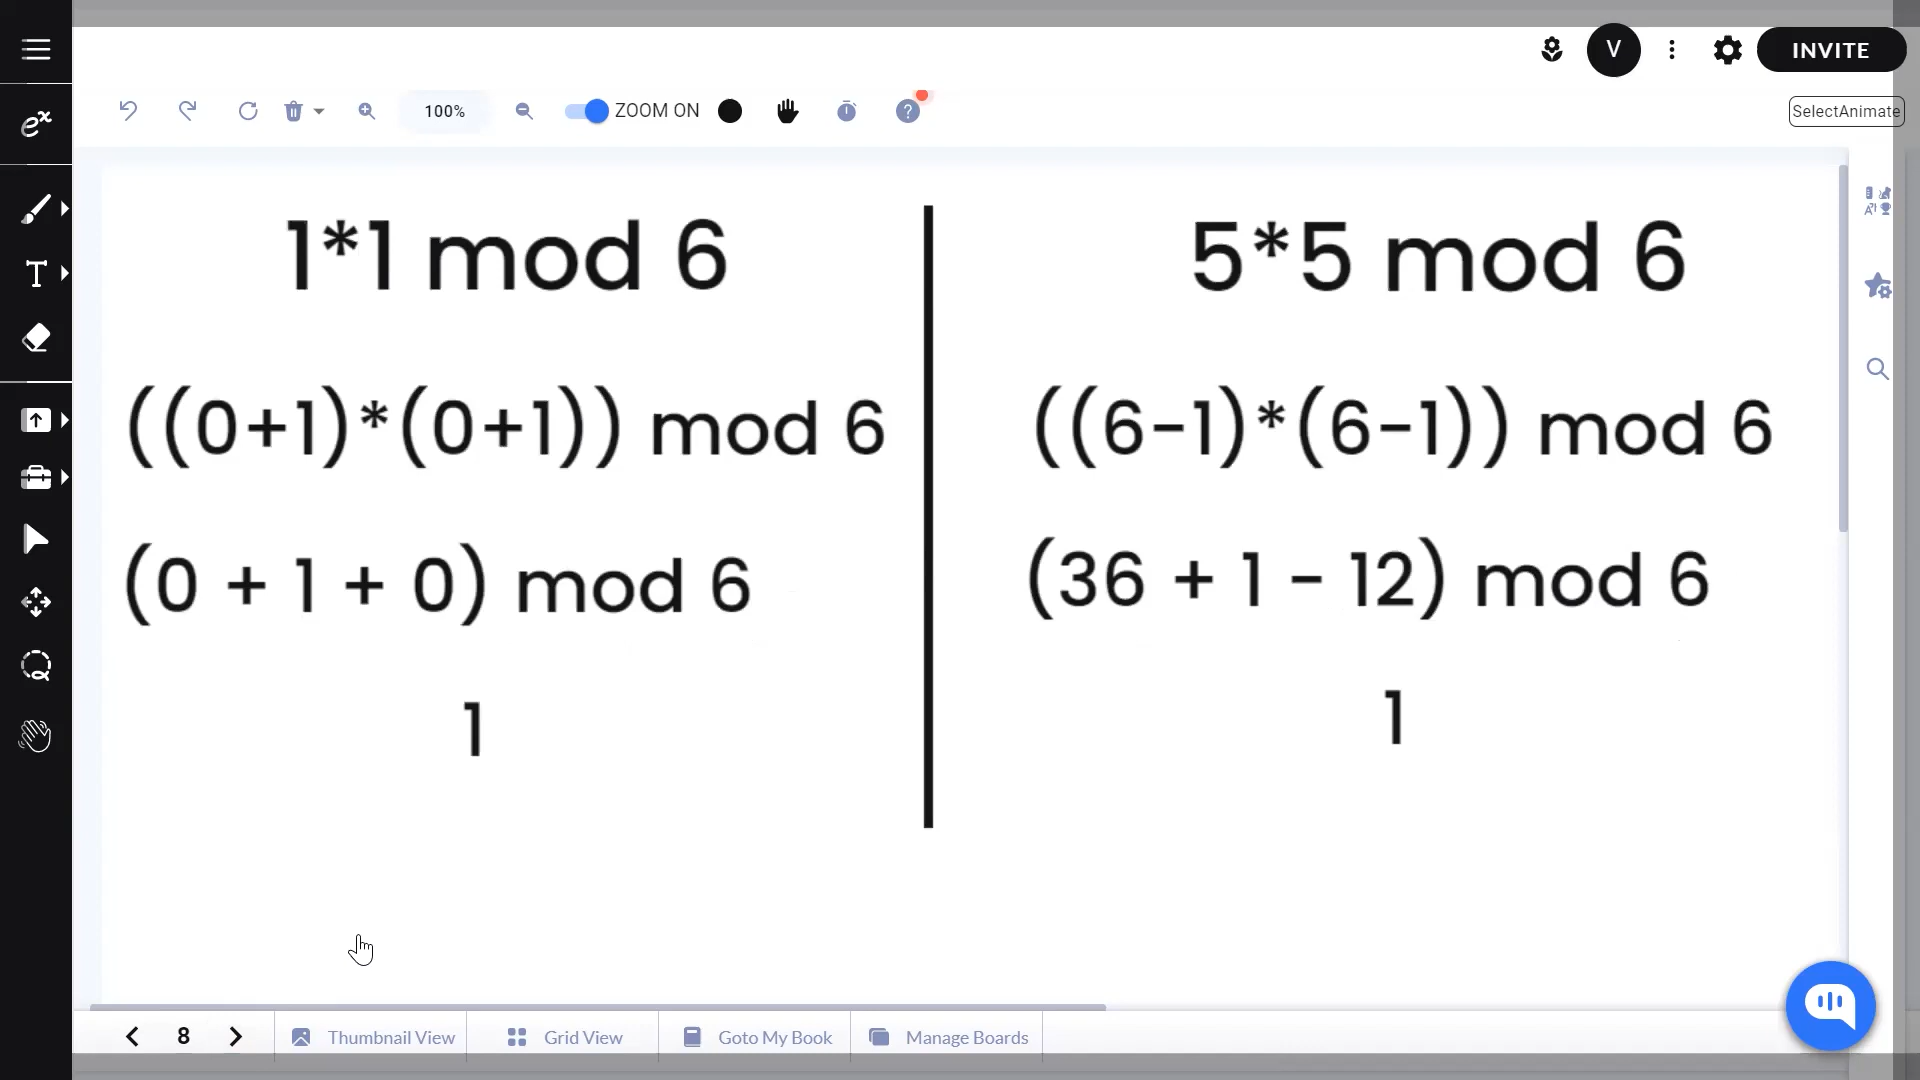 V
INVITE
100%
ZOOM ON
?
SelectAnimate
eˣ
T
1*1 mod 6
((0+1)*(0+1)) mod 6
(0 + 1 + 0) mod 6
1
5*5 mod 6
((6-1)*(6-1)) mod 6
(36 + 1 - 12) mod 6
1
8
Thumbnail View
Grid View
Goto My Book
Manage Boards